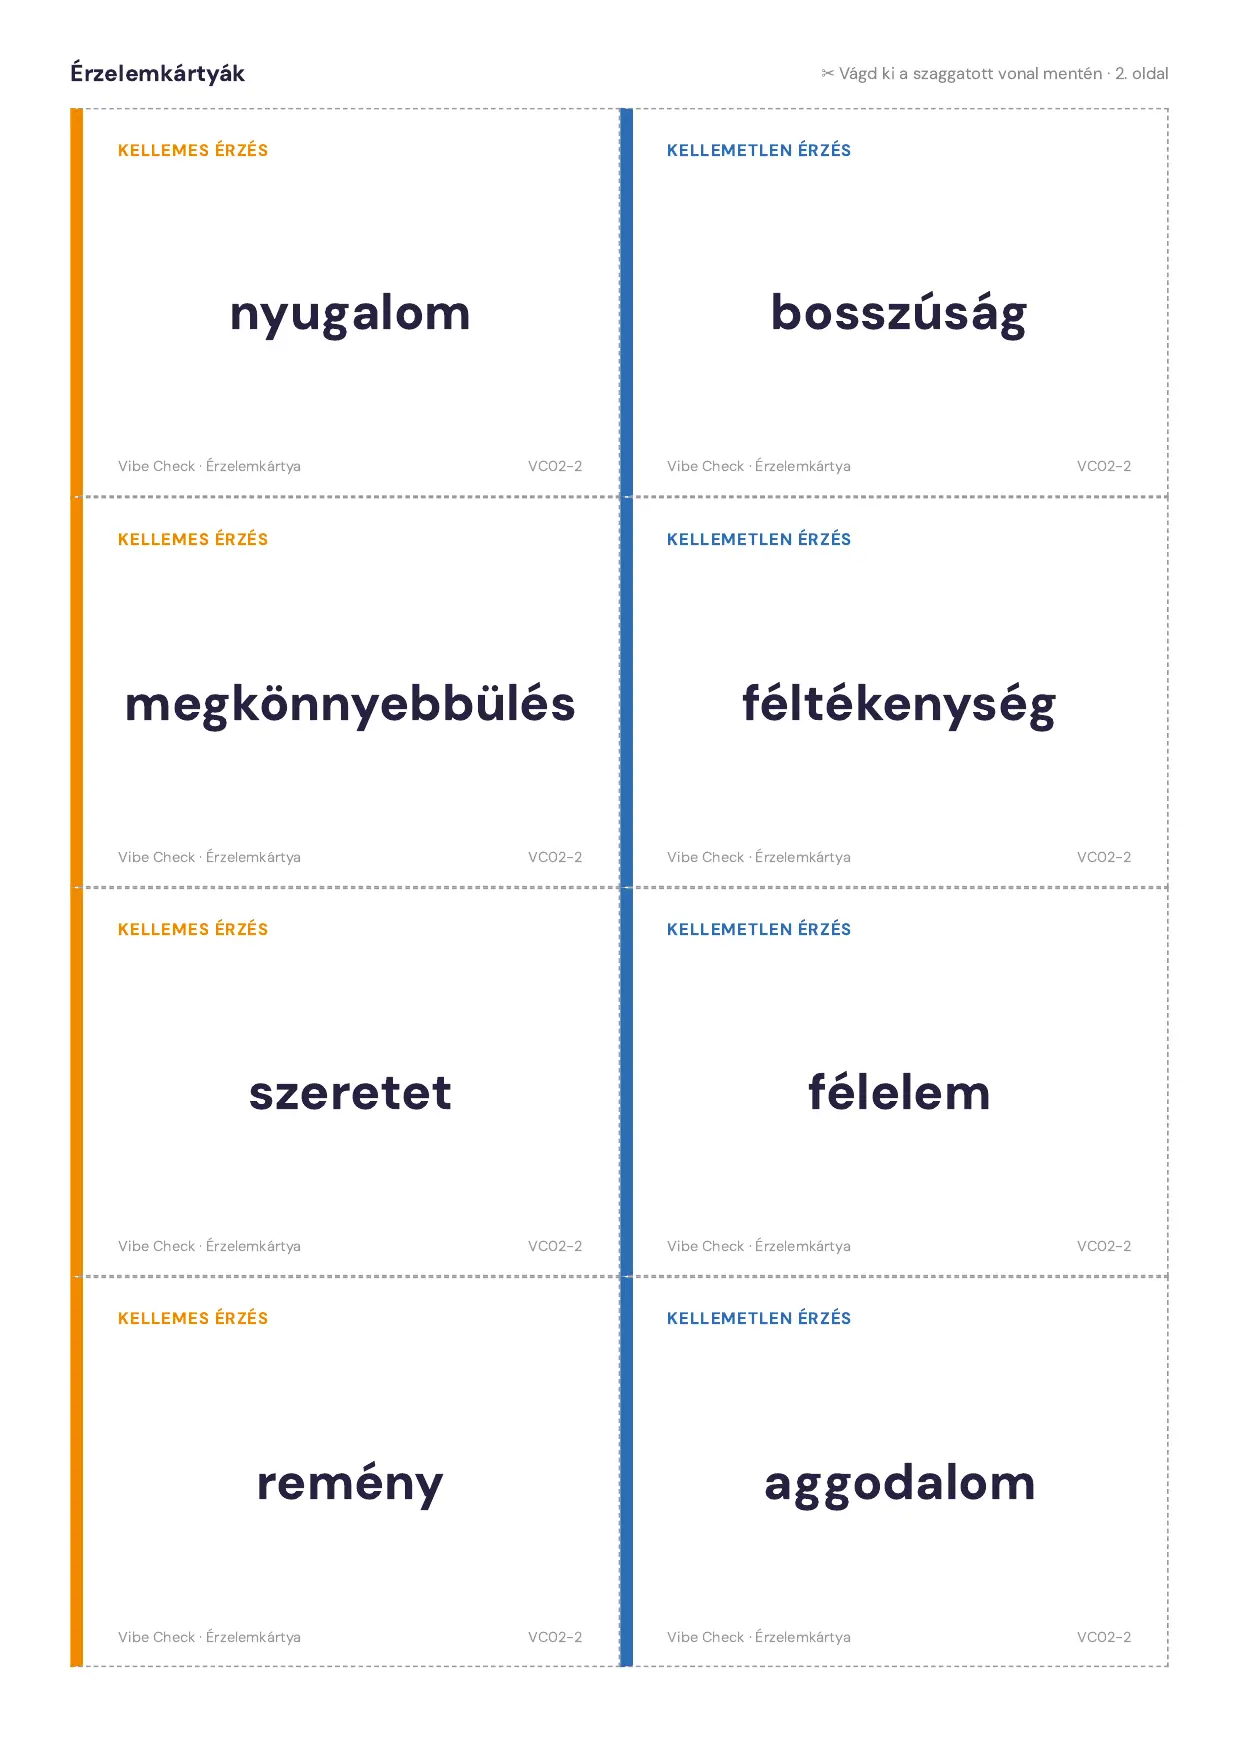 Érzelemkártyák
✂ Vágd ki a szaggatott vonal mentén · 2. oldal
KELLEMES ÉRZÉS
nyugalom
Vibe Check · Érzelemkártya VC02-2
KELLEMETLEN ÉRZÉS
bosszúság
Vibe Check · Érzelemkártya VC02-2
KELLEMES ÉRZÉS
megkönnyebbülés
Vibe Check · Érzelemkártya VC02-2
KELLEMETLEN ÉRZÉS
féltékenység
Vibe Check · Érzelemkártya VC02-2
KELLEMES ÉRZÉS
szeretet
Vibe Check · Érzelemkártya VC02-2
KELLEMETLEN ÉRZÉS
félelem
Vibe Check · Érzelemkártya VC02-2
KELLEMES ÉRZÉS
remény
Vibe Check · Érzelemkártya VC02-2
KELLEMETLEN ÉRZÉS
aggodalom
Vibe Check · Érzelemkártya VC02-2